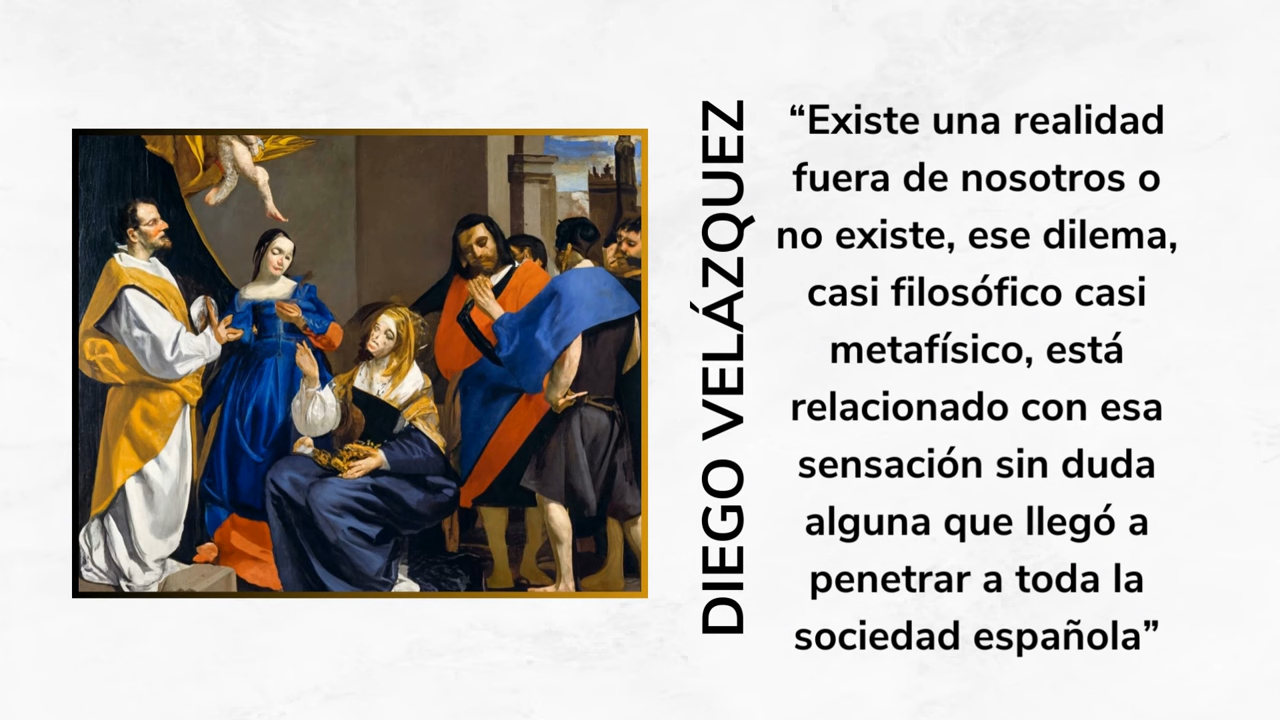 DIEGO VELÁZQUEZ
“Existe una realidad
fuera de nosotros o
no existe, ese dilema,
casi filosófico casi
metafísico, está
relacionado con esa
sensación sin duda
alguna que llegó a
penetrar a toda la
sociedad española”